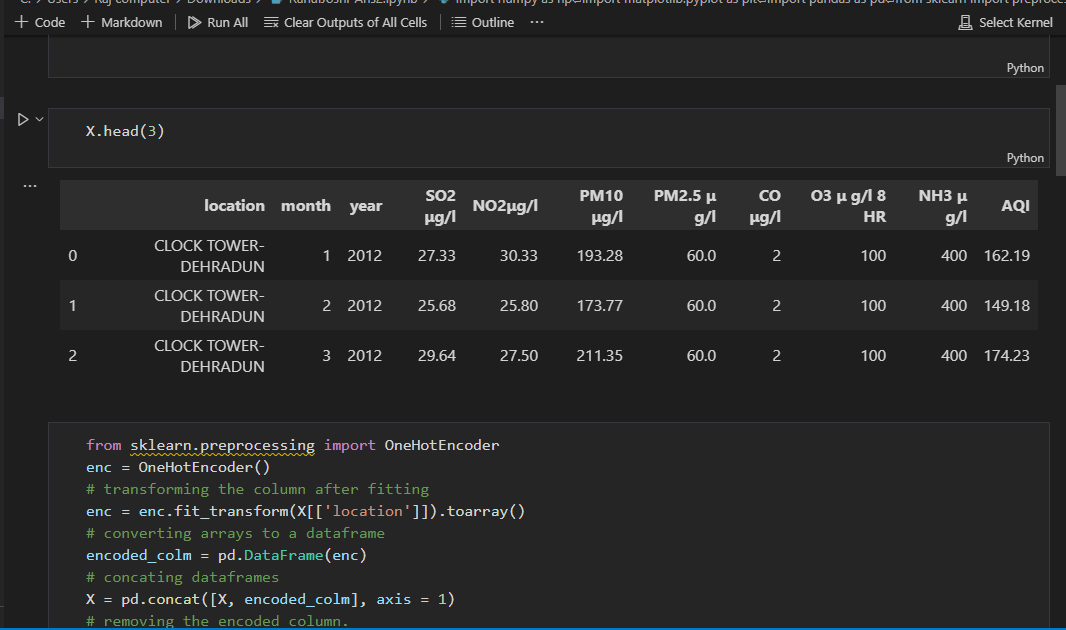 + Code + Markdown | Run All Clear Outputs of All Cells | Outline ... Select Kernel
Python
X.head(3)
Python
...
location month year SO2 µg/l NO2µg/l PM10 µg/l PM2.5 µ g/l CO µg/l O3 µ g/l 8 HR NH3 µ g/l AQI
0 CLOCK TOWER-DEHRADUN 1 2012 27.33 30.33 193.28 60.0 2 100 400 162.19
1 CLOCK TOWER-DEHRADUN 2 2012 25.68 25.80 173.77 60.0 2 100 400 149.18
2 CLOCK TOWER-DEHRADUN 3 2012 29.64 27.50 211.35 60.0 2 100 400 174.23
from sklearn.preprocessing import OneHotEncoder
enc = OneHotEncoder()
# transforming the column after fitting
enc = enc.fit_transform(X[['location']]).toarray()
# converting arrays to a dataframe
encoded_colm = pd.DataFrame(enc)
# concating dataframes
X = pd.concat([X, encoded_colm], axis = 1)
# removing the encoded column.